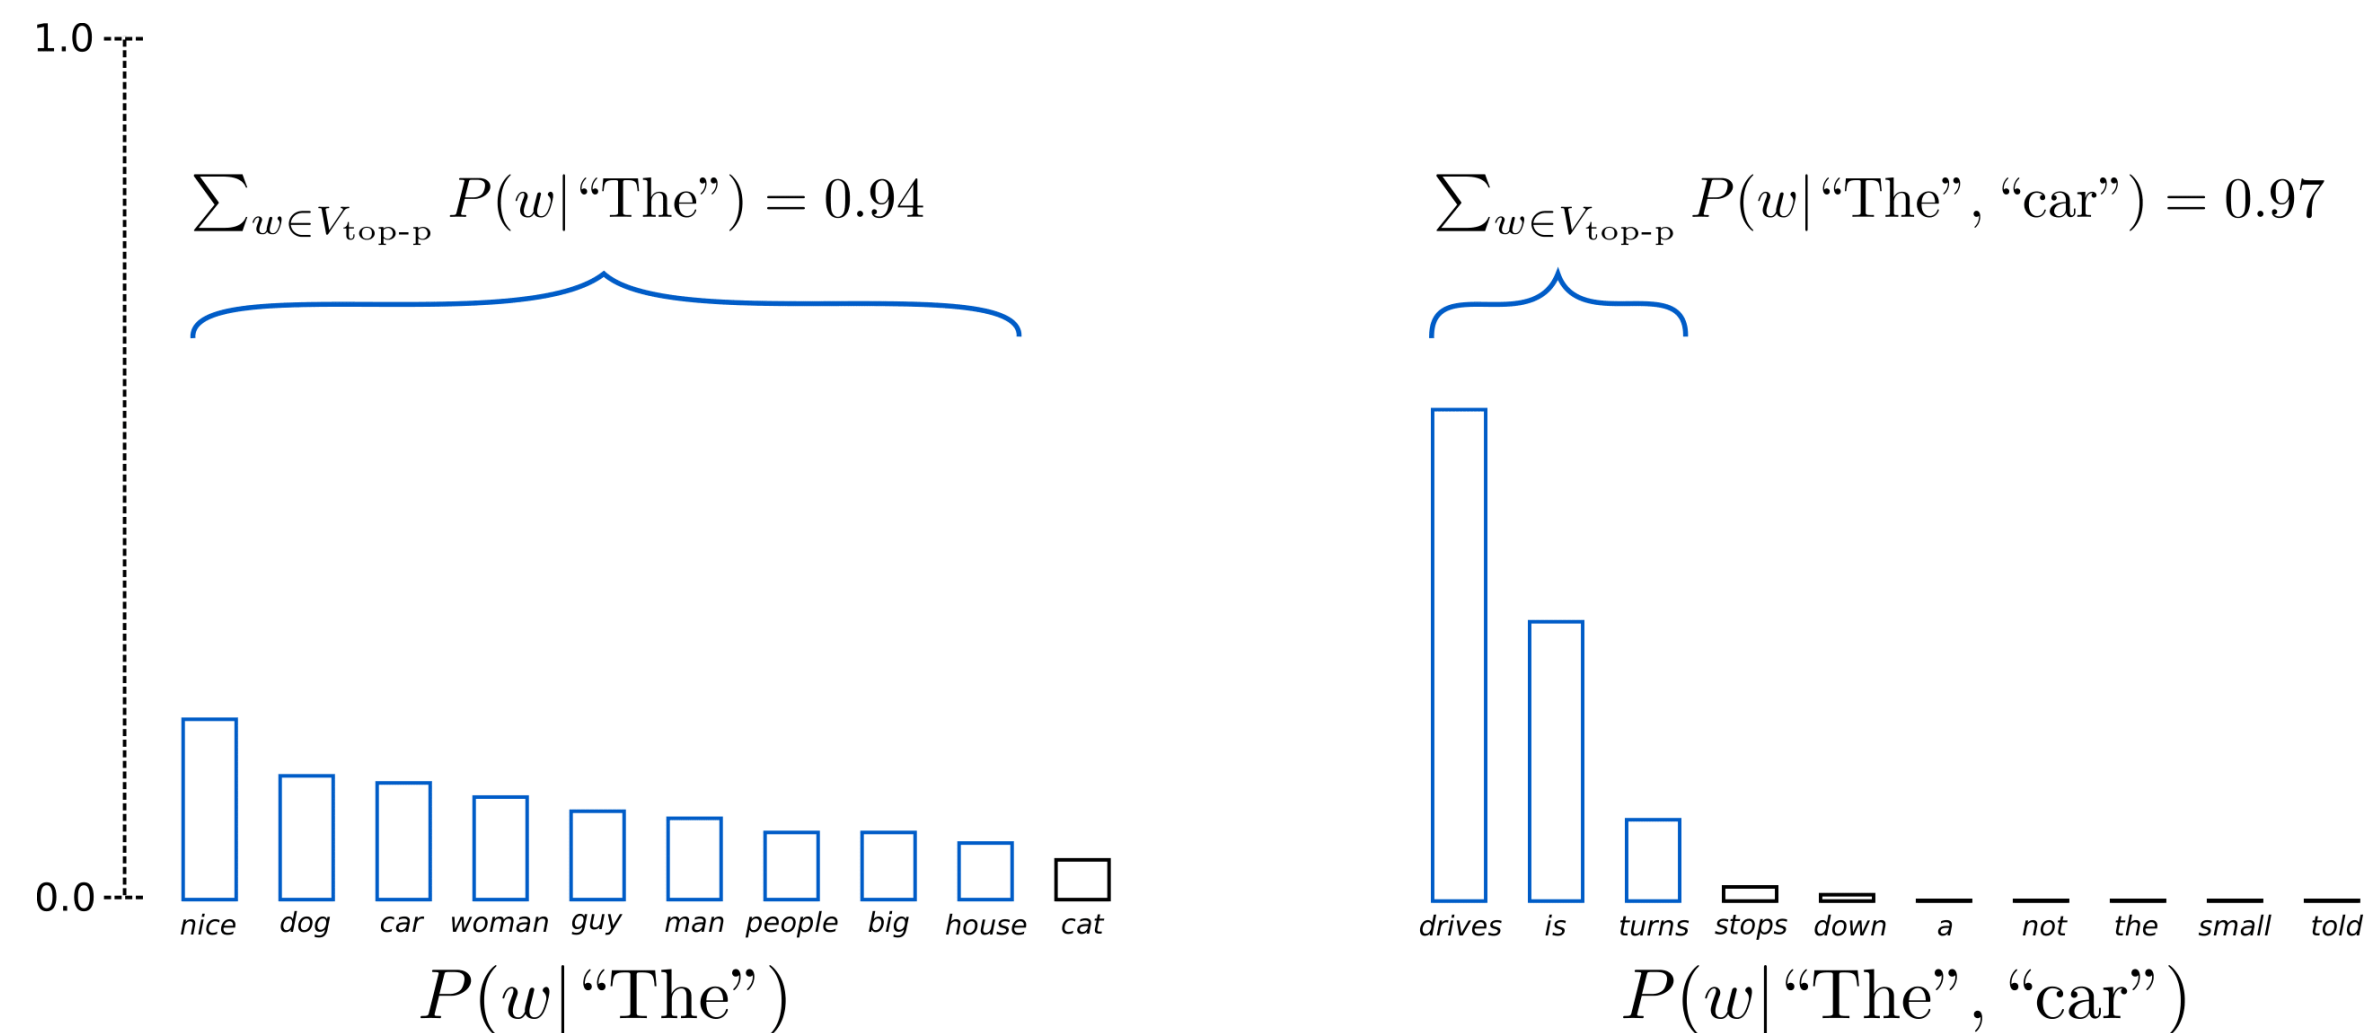 1.0
∑w∈Vtop-p P(w|“The”) = 0.94
∑w∈Vtop-p P(w|“The”, “car”) = 0.97
0.0
nice dog car woman guy man people big house cat
drives is turns stops down a not the small told
P(w|“The”)
P(w|“The”, “car”)